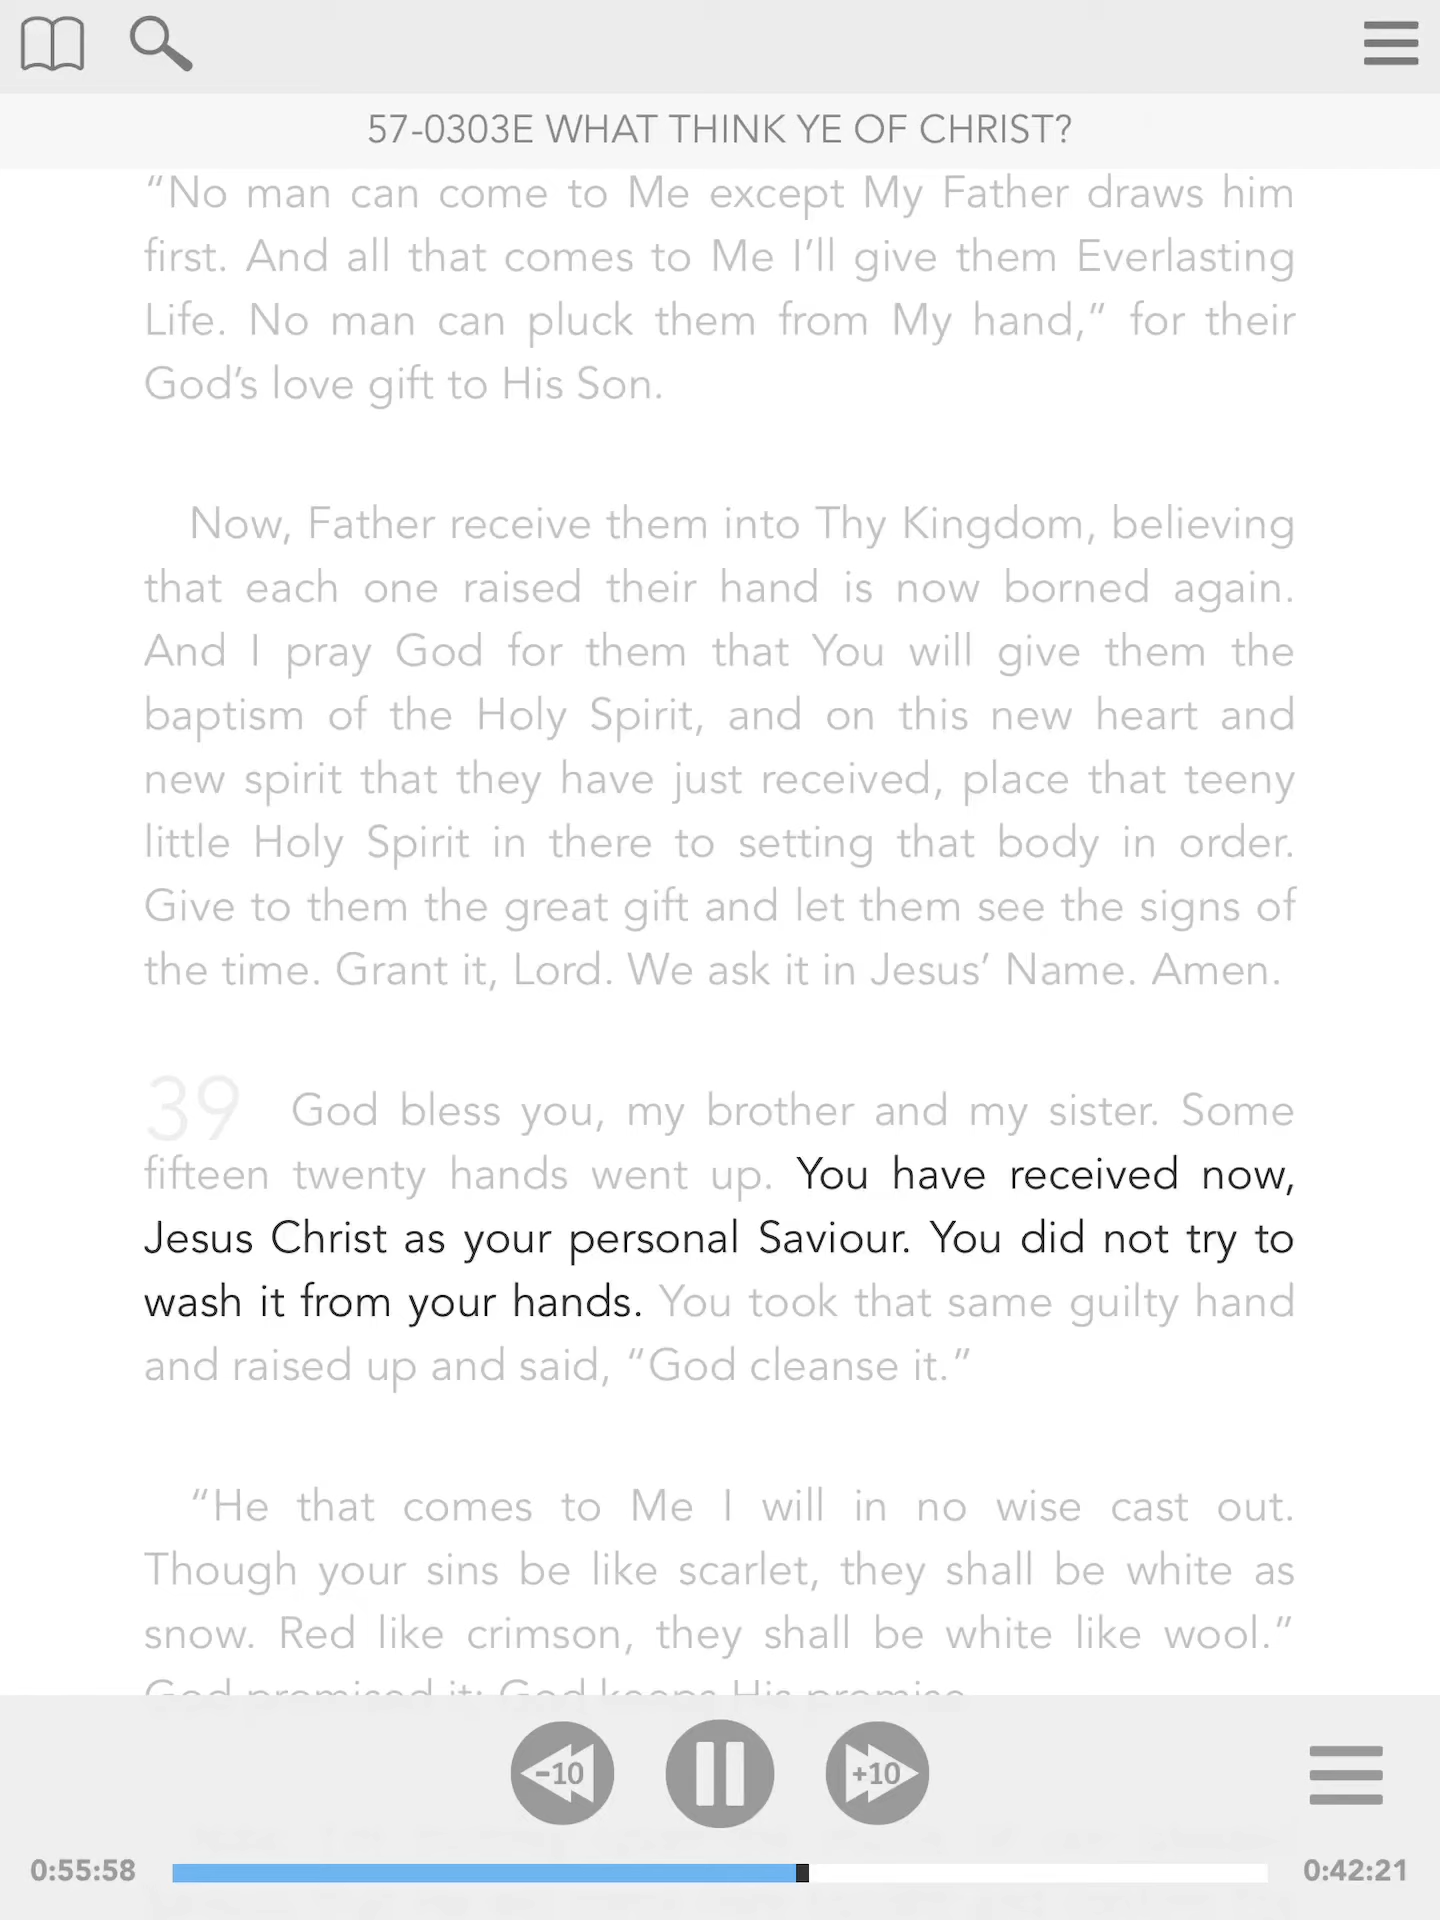 57-0303E WHAT THINK YE OF CHRIST?
“No man can come to Me except My Father draws him
first. And all that comes to Me I’ll give them Everlasting
Life. No man can pluck them from My hand,” for their
God’s love gift to His Son.
Now, Father receive them into Thy Kingdom, believing
that each one raised their hand is now borned again.
And I pray God for them that You will give them the
baptism of the Holy Spirit, and on this new heart and
new spirit that they have just received, place that teeny
little Holy Spirit in there to setting that body in order.
Give to them the great gift and let them see the signs of
the time. Grant it, Lord. We ask it in Jesus’ Name. Amen.
39 God bless you, my brother and my sister. Some
fifteen twenty hands went up. You have received now,
Jesus Christ as your personal Saviour. You did not try to
wash it from your hands. You took that same guilty hand
and raised up and said, “God cleanse it.”
“He that comes to Me I will in no wise cast out.
Though your sins be like scarlet, they shall be white as
snow. Red like crimson, they shall be white like wool.”
God promised it; God keeps His promise.
-10 +10
0:55:58 0:42:21